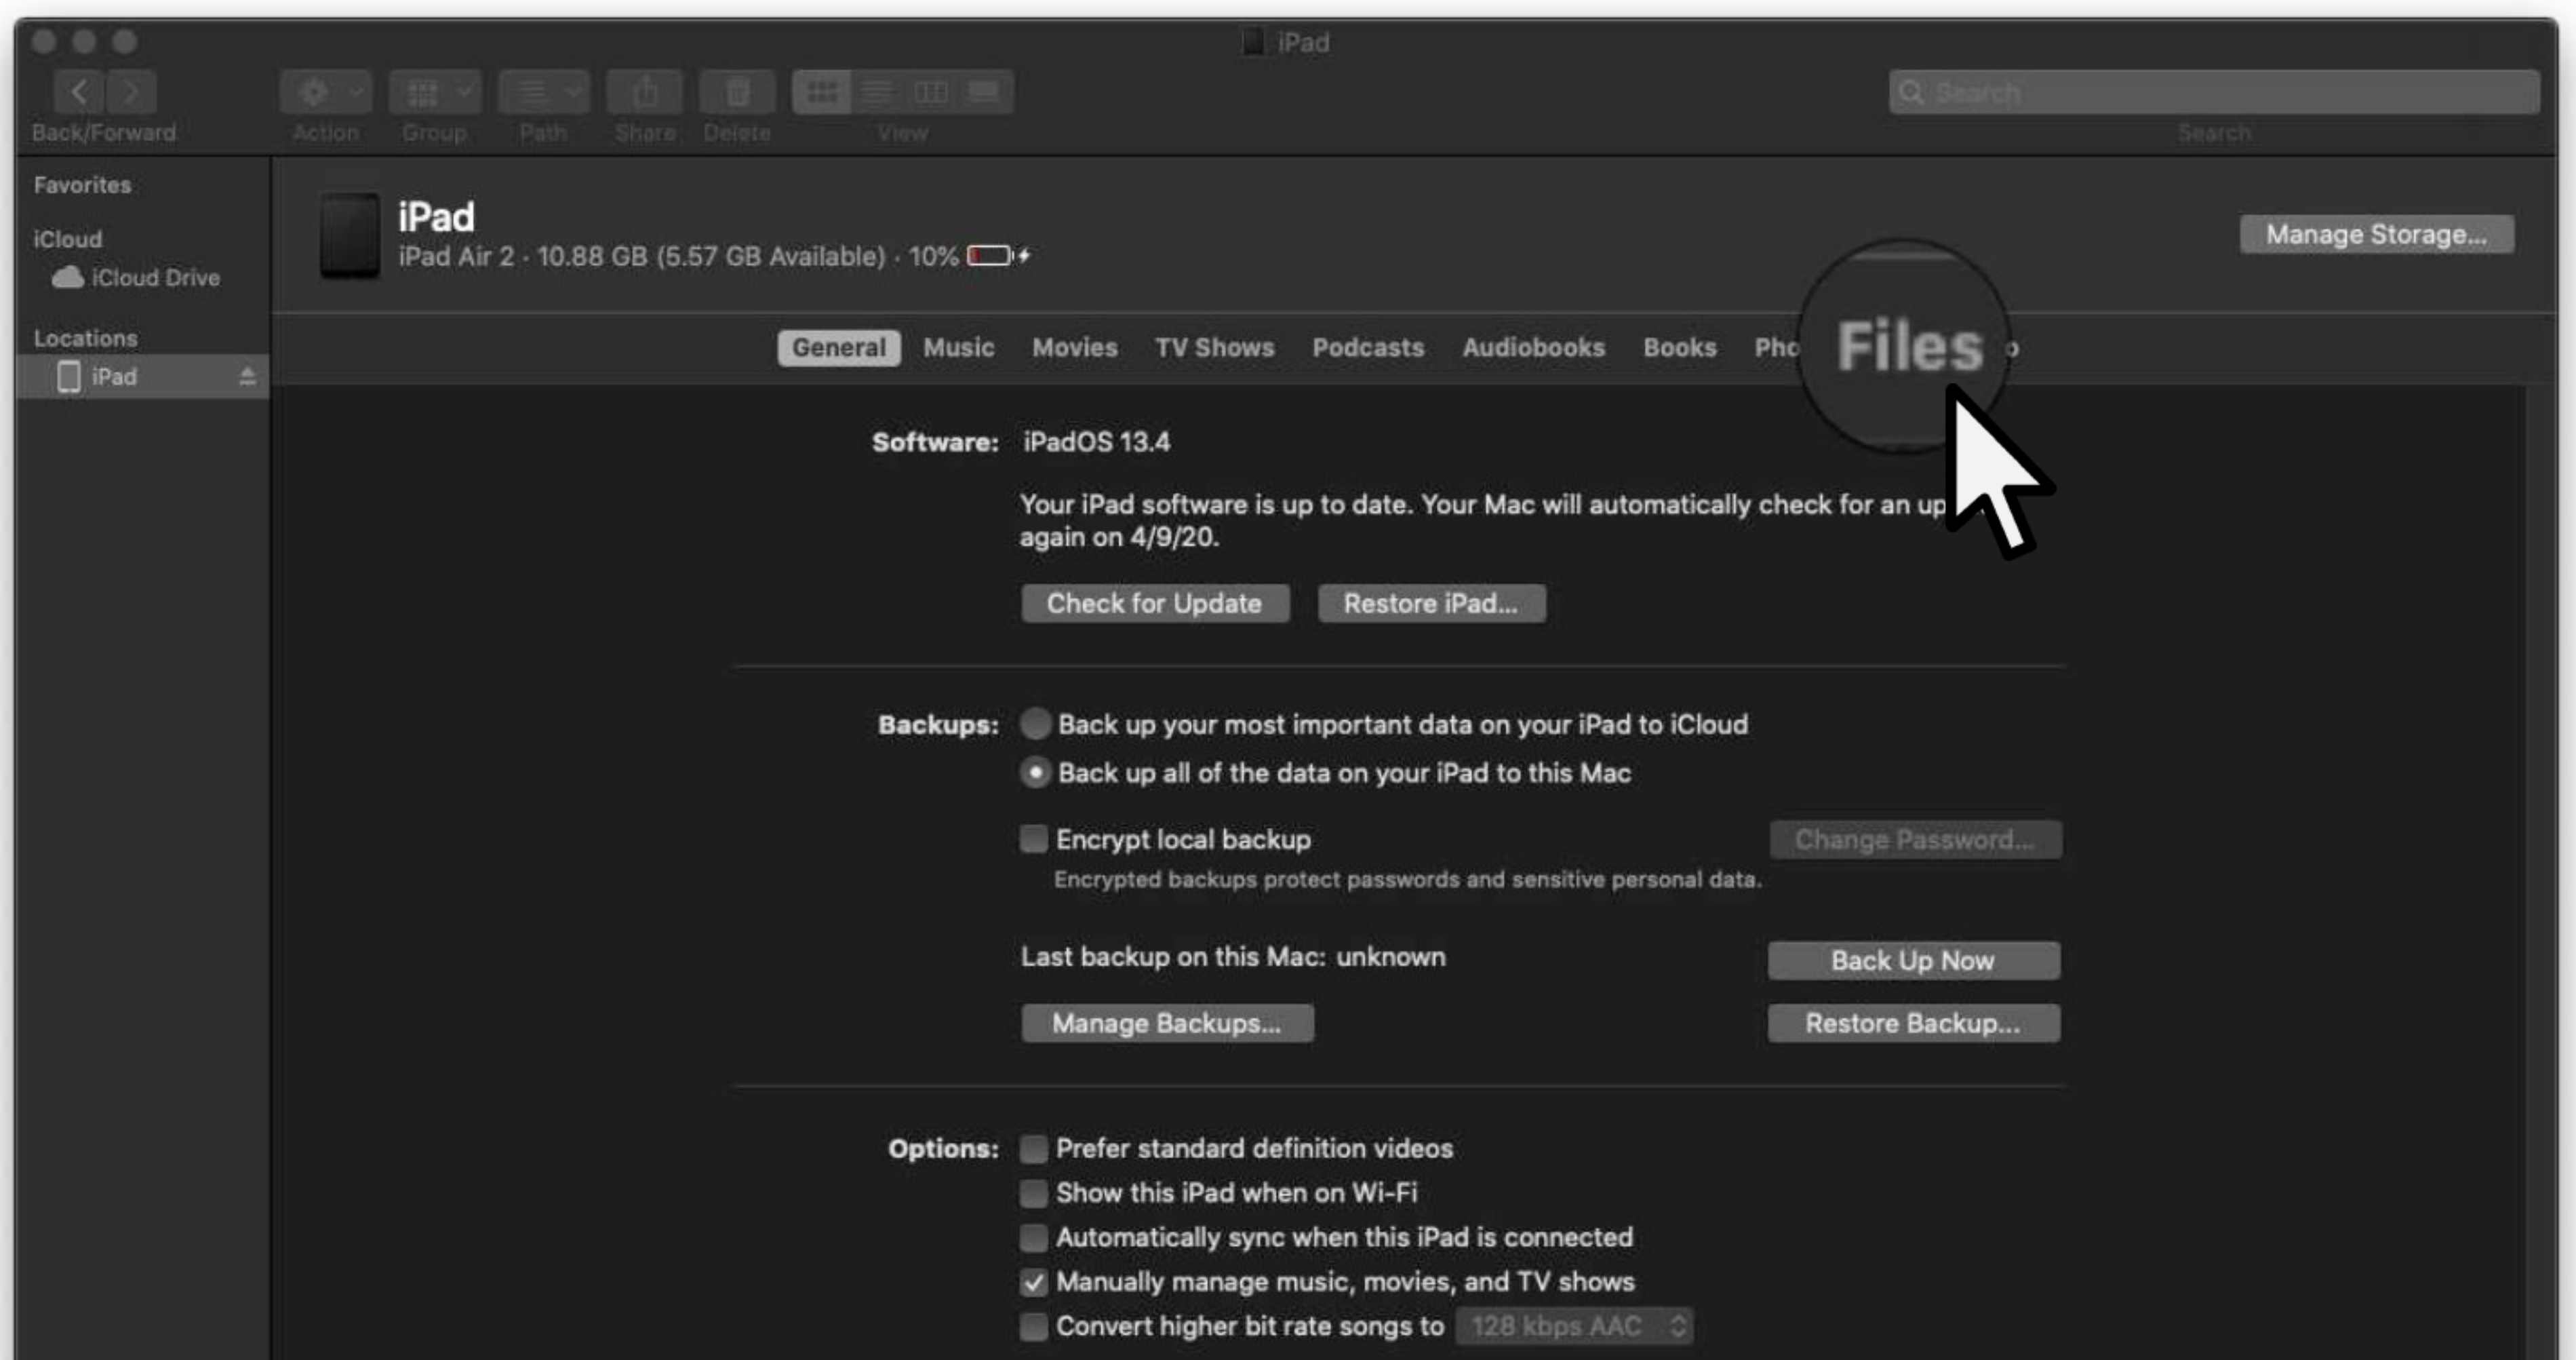 iPad
Search
Back/Forward
Action
Group
Path
Share
Delete
View
Search
Favorites
iCloud
iCloud Drive
Locations
iPad
iPad
iPad Air 2 · 10.88 GB (5.57 GB Available) · 10%
Manage Storage...
General Music Movies TV Shows Podcasts Audiobooks Books Pho Files o
Software: iPadOS 13.4
Your iPad software is up to date. Your Mac will automatically check for an up
again on 4/9/20.
Check for Update
Restore iPad...
Backups: Back up your most important data on your iPad to iCloud
Back up all of the data on your iPad to this Mac
Encrypt local backup
Change Password...
Encrypted backups protect passwords and sensitive personal data.
Last backup on this Mac: unknown
Back Up Now
Manage Backups...
Restore Backup...
Options: Prefer standard definition videos
Show this iPad when on Wi-Fi
Automatically sync when this iPad is connected
Manually manage music, movies, and TV shows
Convert higher bit rate songs to 128 kbps AAC